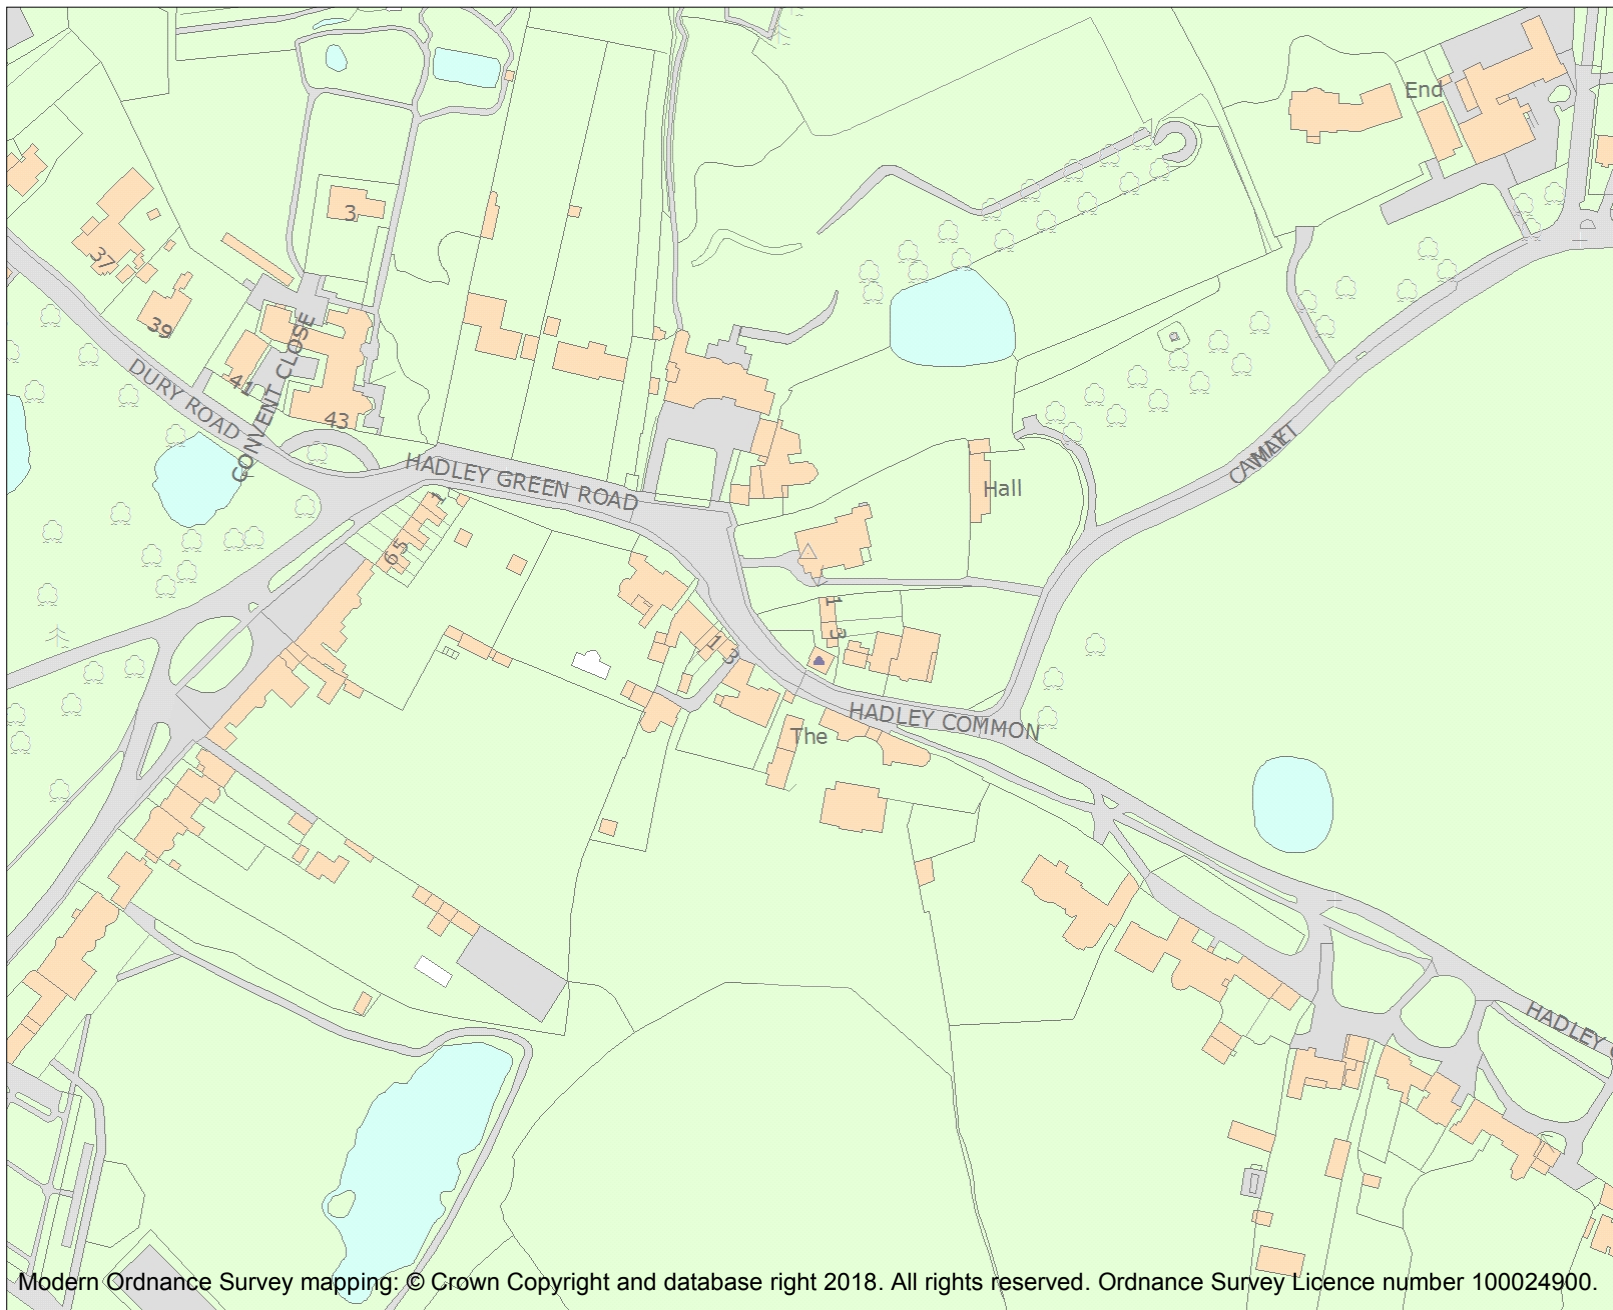 End
3
37
39
41
43
DURY ROAD
CONVENT CLOSE
HADLEY GREEN ROAD
1
65
Hall
1
3
1
3
HADLEY COMMON
The
HADLEY
Modern Ordnance Survey mapping: © Crown Copyright and database right 2018. All rights reserved. Ordnance Survey Licence number 100024900.